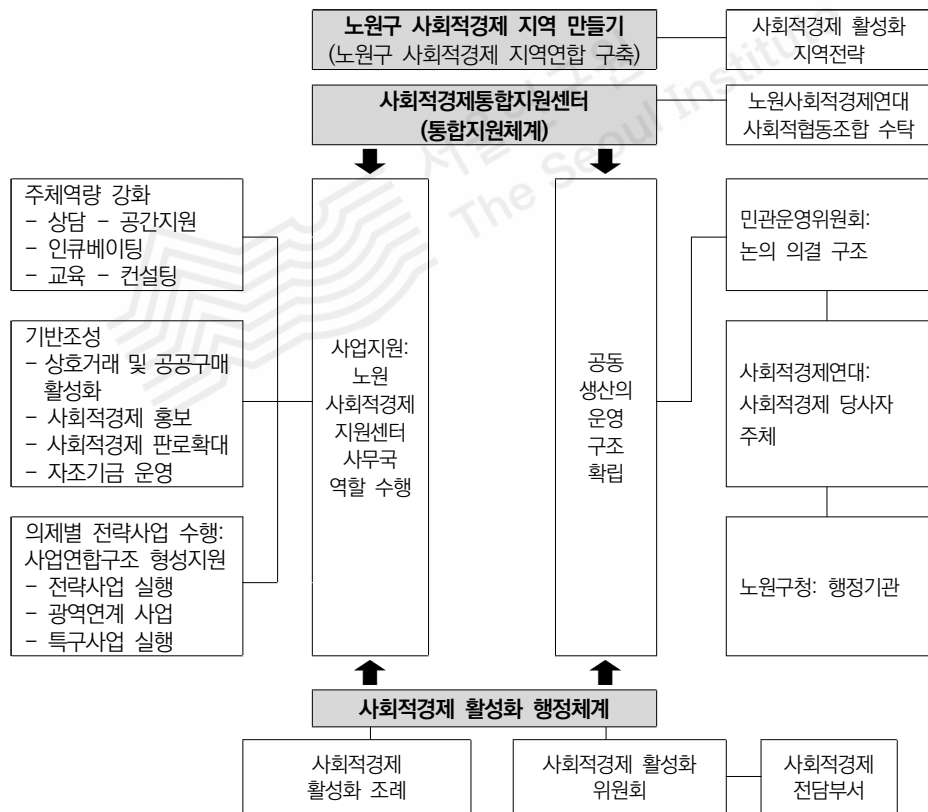 노원구 사회적경제 지역 만들기
(노원구 사회적경제 지역연합 구축)
사회적경제 활성화
지역전략
사회적경제통합지원센터
(통합지원체계)
노원사회적경제연대
사회적협동조합 수탁
주체역량 강화
- 상담 - 공간지원
- 인큐베이팅
- 교육 - 컨설팅
기반조성
- 상호거래 및 공공구매
활성화
- 사회적경제 홍보
- 사회적경제 판로확대
- 자조기금 운영
의제별 전략사업 수행:
사업연합구조 형성지원
- 전략사업 실행
- 광역연계 사업
- 특구사업 실행
사업지원:
노원
사회적경제
지원센터
사무국
역할 수행
공동
생산의
운영
구조
확립
민관운영위원회:
논의 의결 구조
사회적경제연대:
사회적경제 당사자
주체
노원구청: 행정기관
사회적경제 활성화 행정체계
사회적경제
활성화 조례
사회적경제 활성화
위원회
사회적경제
전담부서
서울연구원
The Seoul Institute